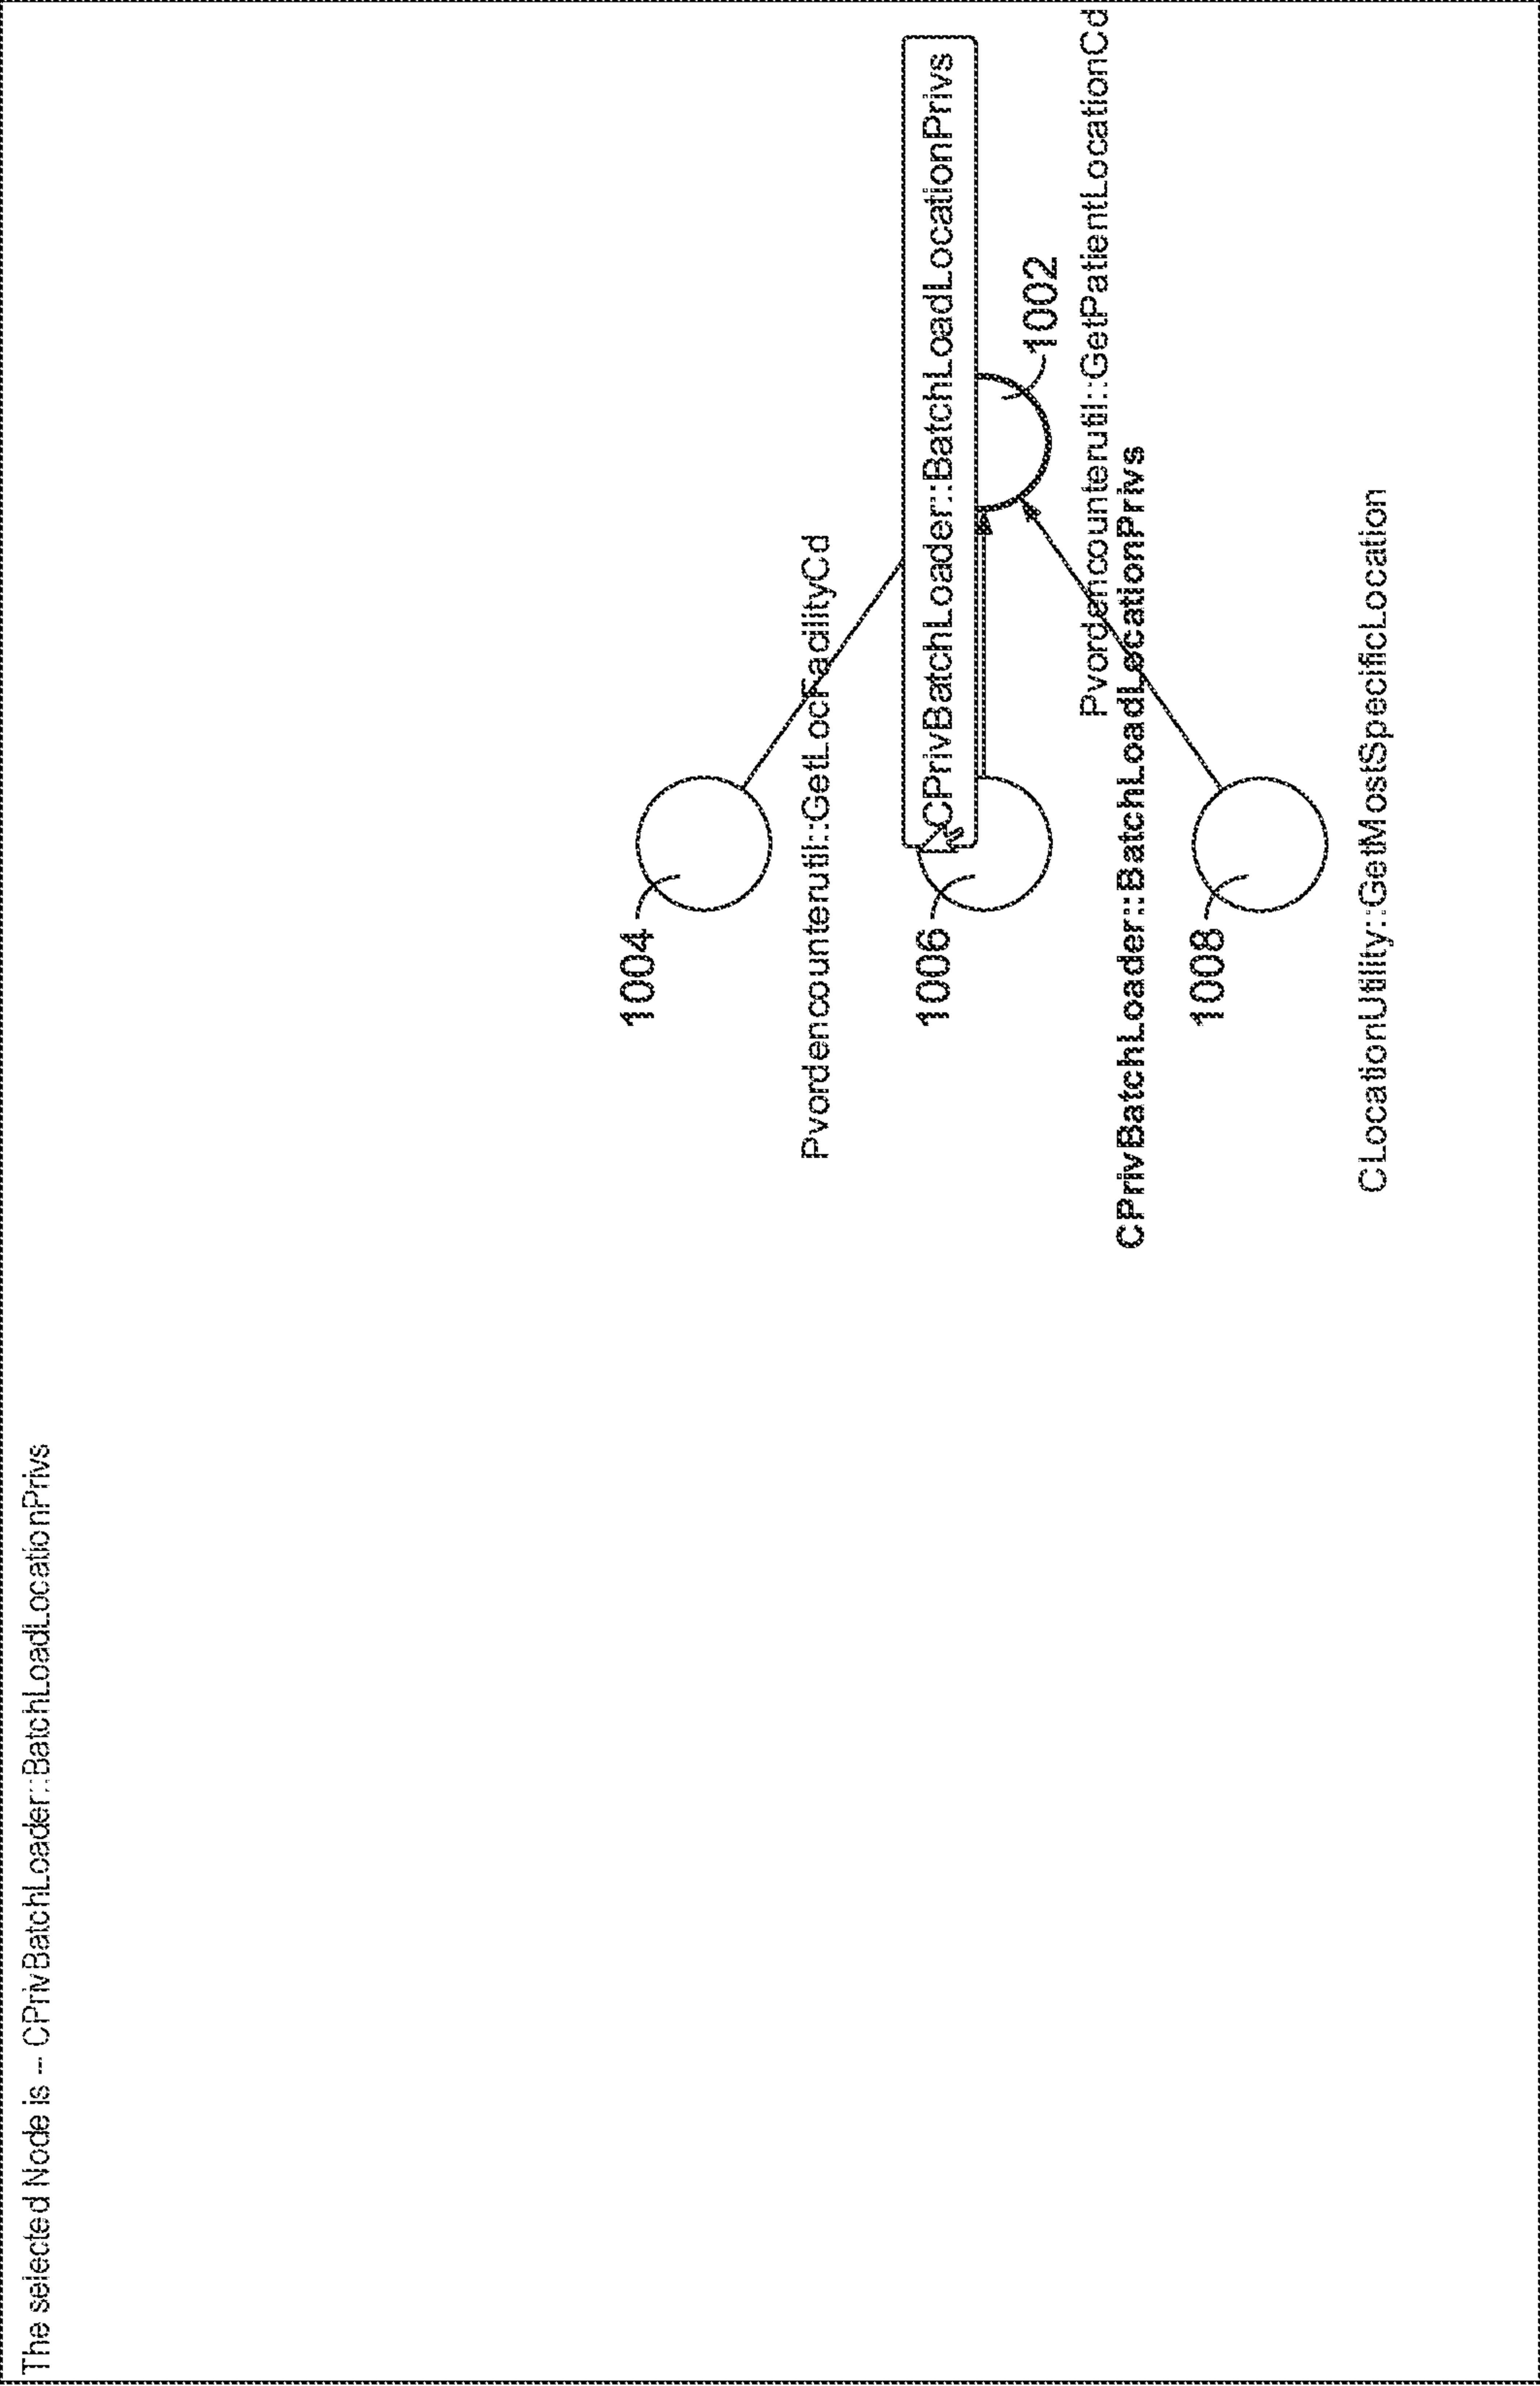 The selected Node is -- CPrivBatchLoader::BatchLoadLocationPrivs
1004
Pvordencounterutil::GetLocFacilityCd
CPrivBatchLoader::BatchLoadLocationPrivs
1006
1002
Pvordencounterutil::GetPatientLocationCd
CPrivBatchLoader::BatchLoadLocationPrivs
1008
CLocationUtility::GetMostSpecificLocation